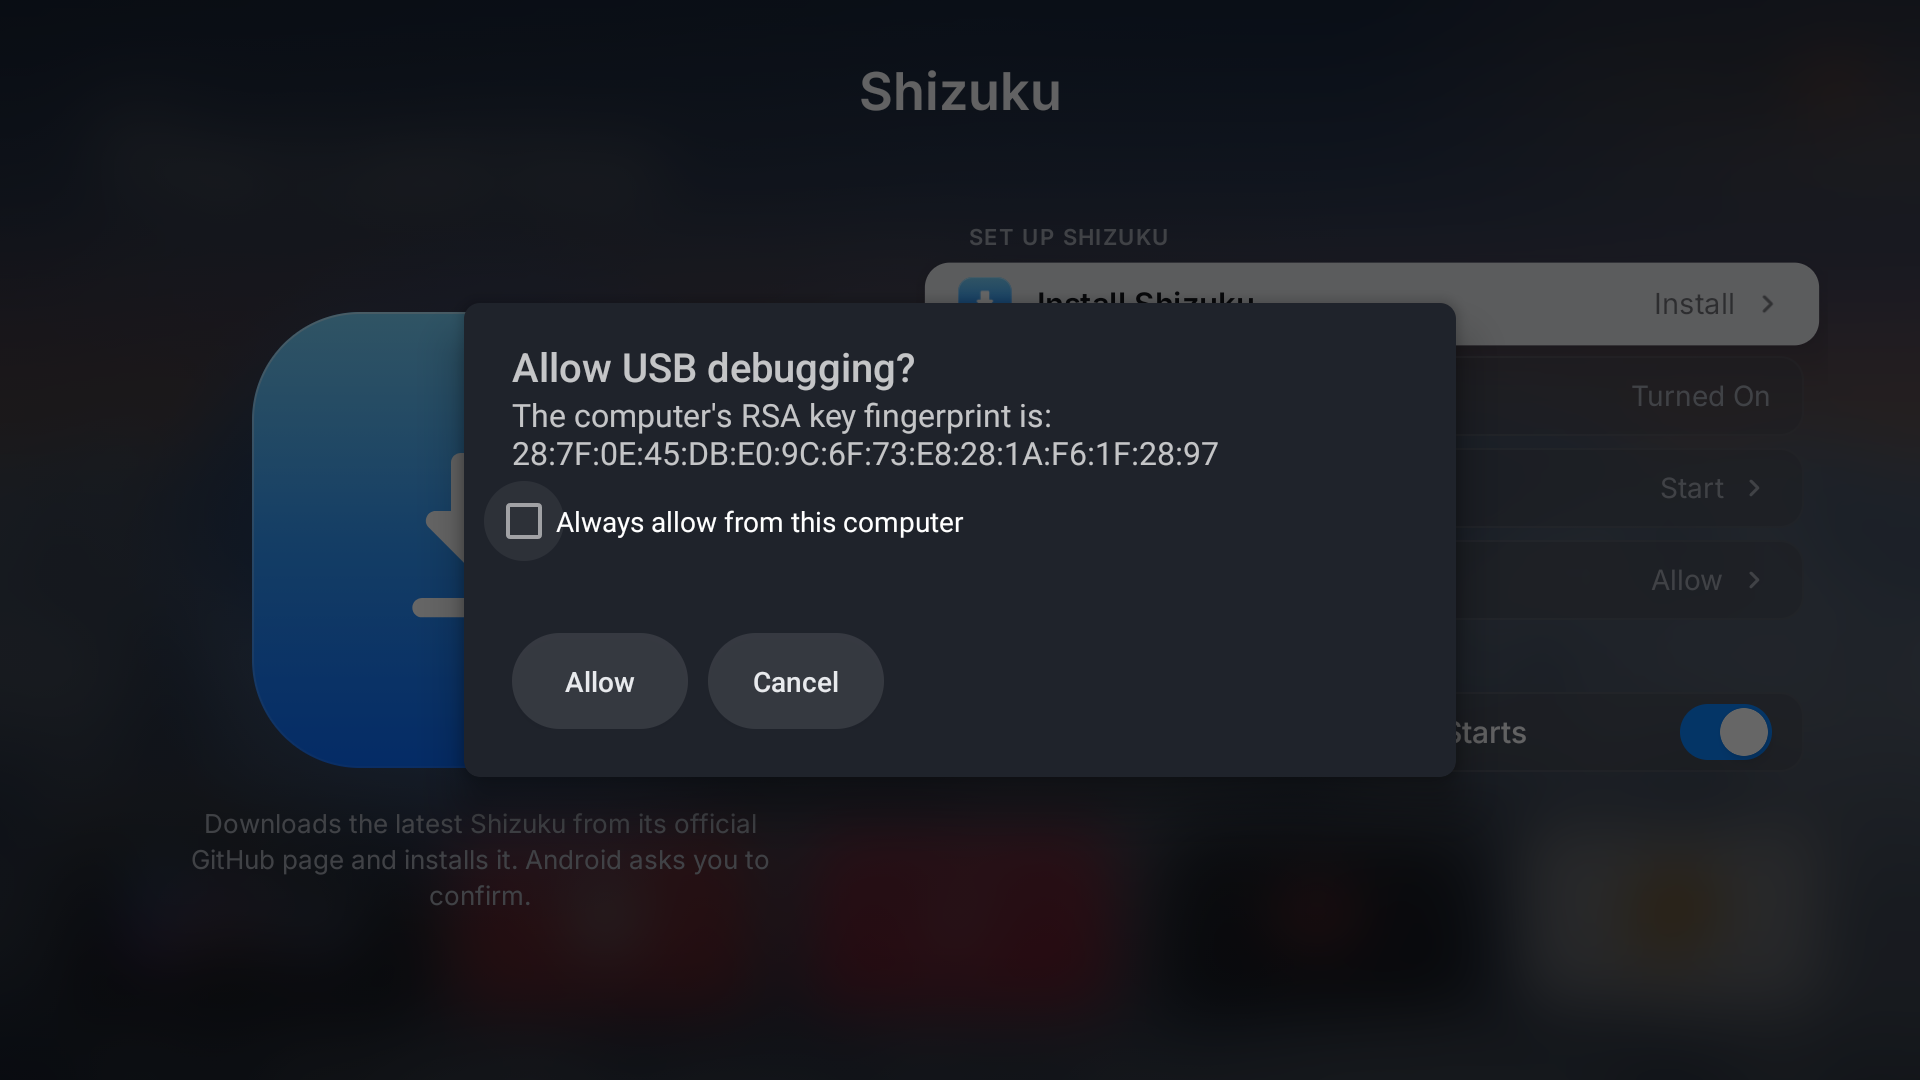 Shizuku
SET UP SHIZUKU
Install Shizuku
Install
Allow USB debugging?
The computer's RSA key fingerprint is:
28:7F:0E:45:DB:E0:9C:6F:73:E8:28:1A:F6:1F:28:97
Always allow from this computer
Allow
Cancel
Turned On
Start
Allow
Starts
Downloads the latest Shizuku from its official
GitHub page and installs it. Android asks you to
confirm.